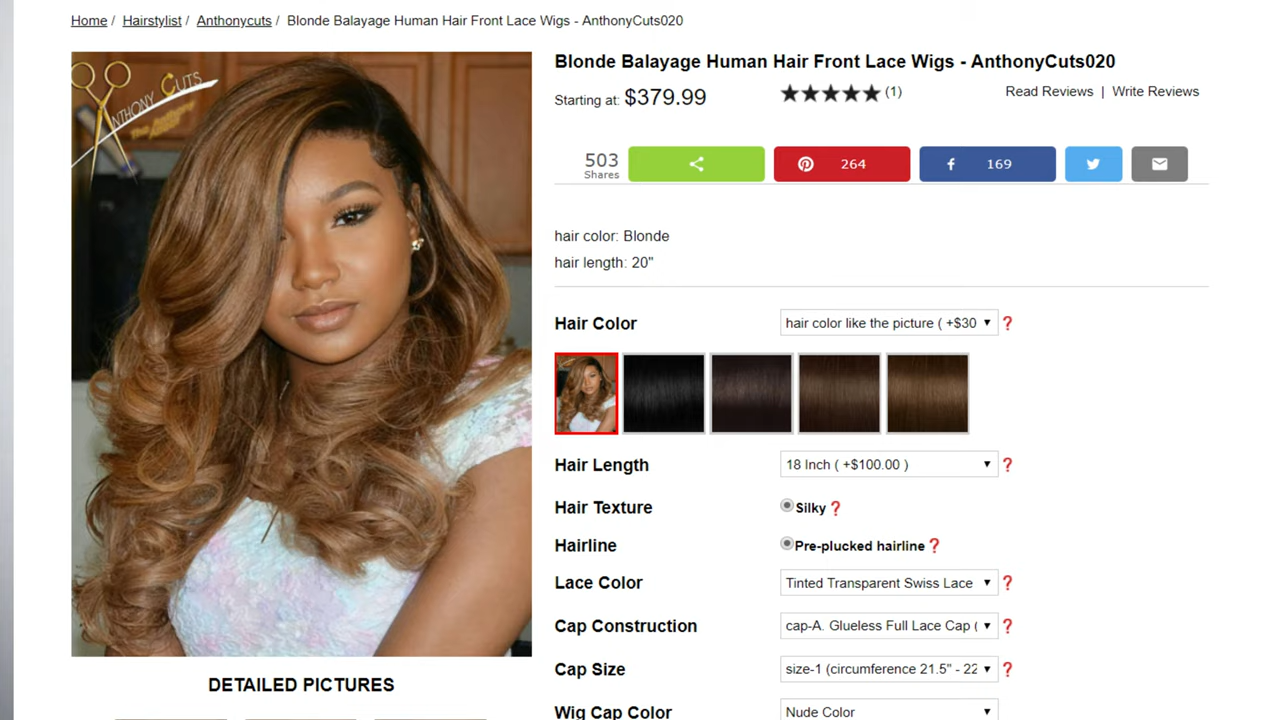 Home / Hairstylist / Anthonycuts / Blonde Balayage Human Hair Front Lace Wigs - AnthonyCuts020
ANTHONY CUTS
Blonde Balayage Human Hair Front Lace Wigs - AnthonyCuts020
Starting at: $379.99
(1)
Read Reviews | Write Reviews
503
Shares
264
169
hair color: Blonde
hair length: 20"
Hair Color
hair color like the picture ( +$30
?
Hair Length
18 Inch ( +$100.00 )
?
Hair Texture
Silky ?
Hairline
Pre-plucked hairline ?
Lace Color
Tinted Transparent Swiss Lace
?
Cap Construction
cap-A. Glueless Full Lace Cap (
?
Cap Size
size-1 (circumference 21.5" - 22
?
DETAILED PICTURES
Wig Cap Color
Nude Color